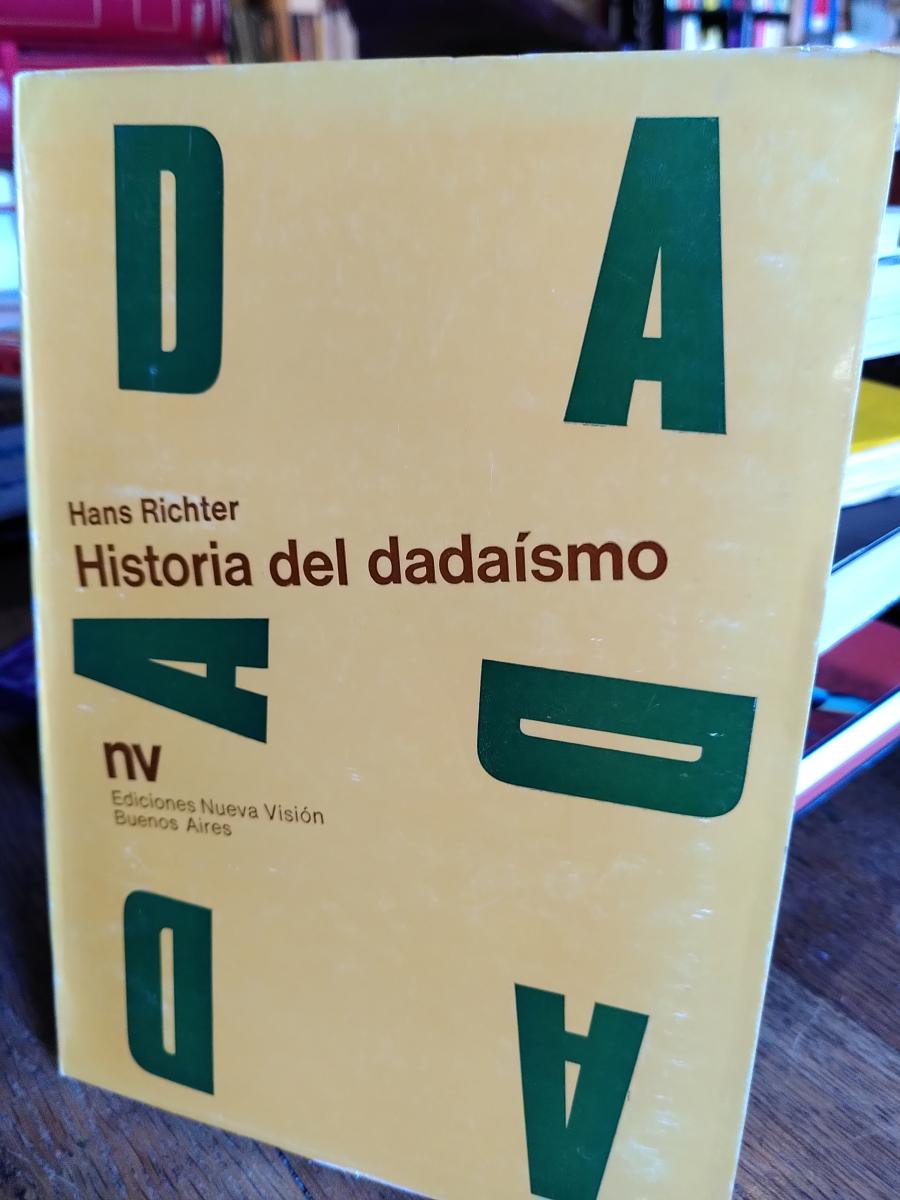 D A
Hans Richter
Historia del dadaísmo
A D
nv
Ediciones Nueva Visión
Buenos Aires
D A